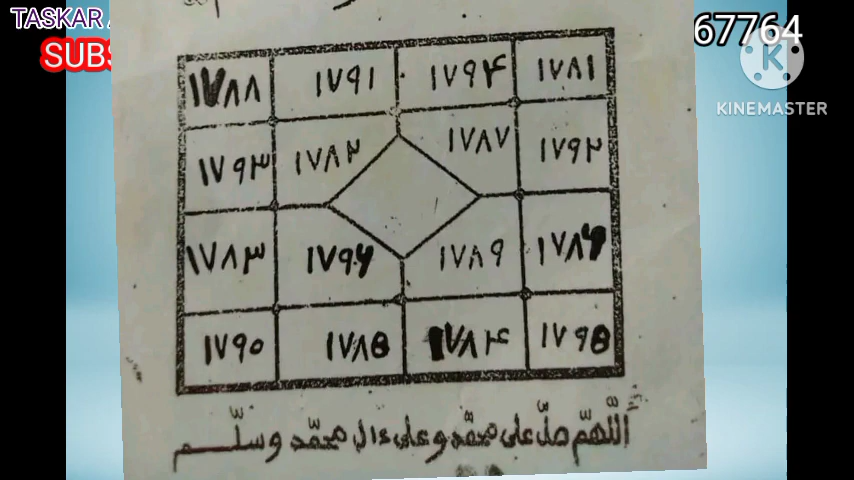 TASKAR
67764
SUBS
KINEMASTER
١٧٨٨ ١٧٩١ ١٧٩٤ ١٧٨١
١٧٩٣ ١٧٨٢ ١٧٨٧ ١٧٩٢
١٧٨٣ ١٧٩٦ ١٧٨٩ ١٧٨٦
١٧٩٠ ١٧٨٥ ١٧٨٤ ١٧٩٥
اللّٰهمّ صلّ على محمّد وعلى ءال محمّد وسلّم